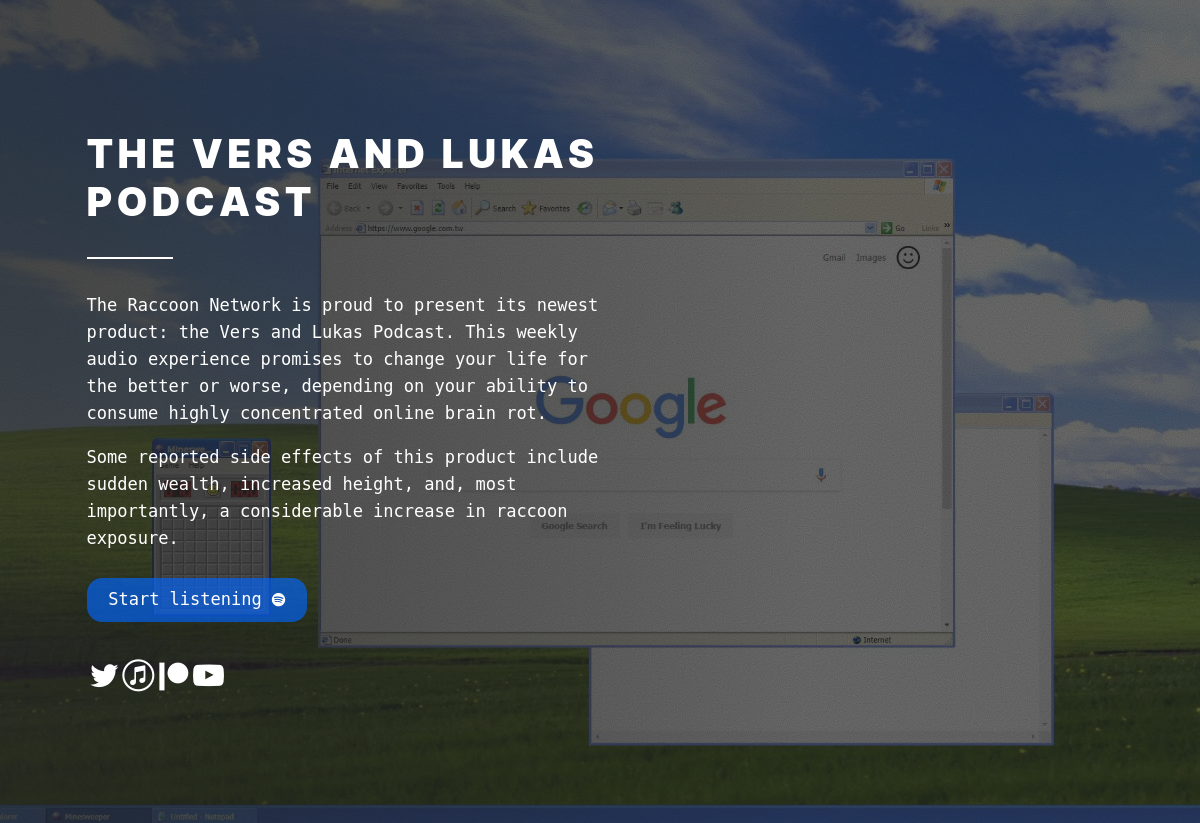 THE VERS AND LUKAS
PODCAST
File Edit View Favorites Tools Help
Back Search Favorites
Address https://www.google.com.tw Go Links »
Gmail Images
The Raccoon Network is proud to present its newest
product: the Vers and Lukas Podcast. This weekly
audio experience promises to change your life for
the better or worse, depending on your ability to
consume highly concentrated online brain rot.
Google
Some reported side effects of this product include
sudden wealth, increased height, and, most
importantly, a considerable increase in raccoon
exposure.
Google Search I'm Feeling Lucky
Start listening
Done Internet
Minesweeper Untitled - Notepad